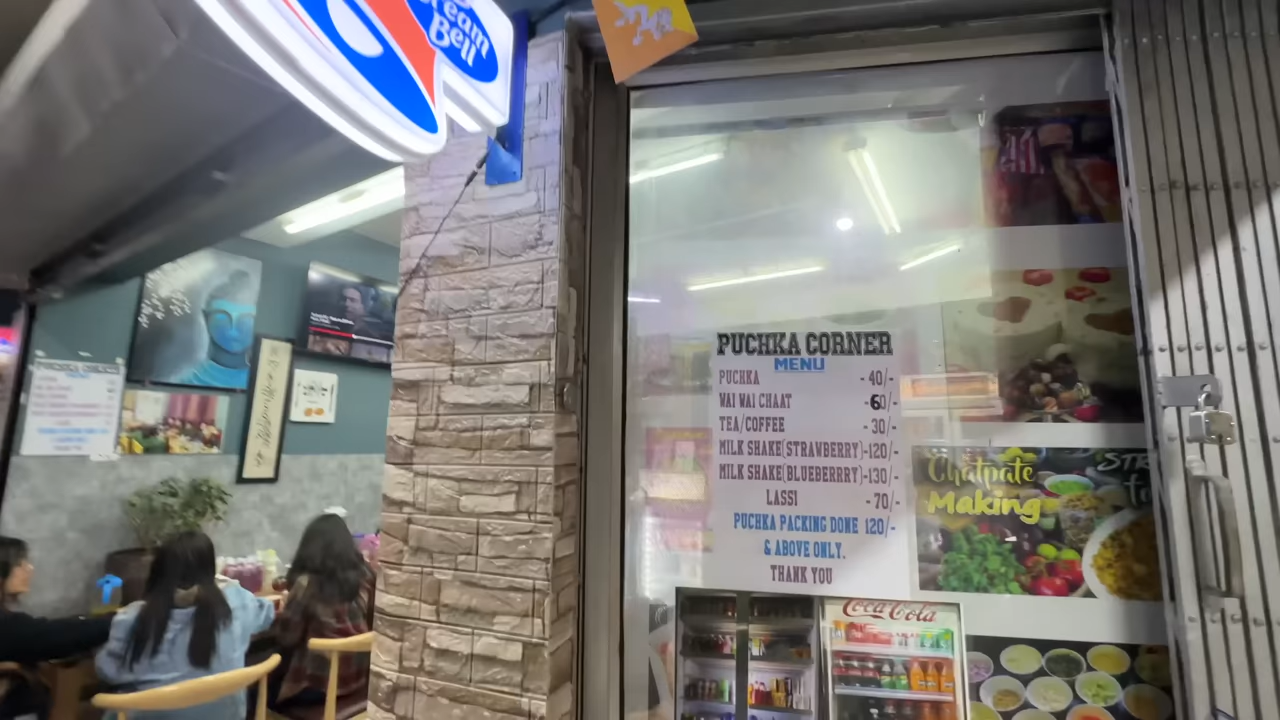 Cream
Bell
PUCHKA CORNER
MENU
PUCHKA - 40/-
WAI WAI CHAAT -60/-
TEA/COFFEE - 30/-
MILK SHAKE(STRAWBERRY)-120/-
MILK SHAKE(BLUEBERRRY)-130/-
LASSI - 70/-
PUCHKA PACKING DONE 120/-
& ABOVE ONLY.
THANK YOU
Chatpate
Making
Coca Cola